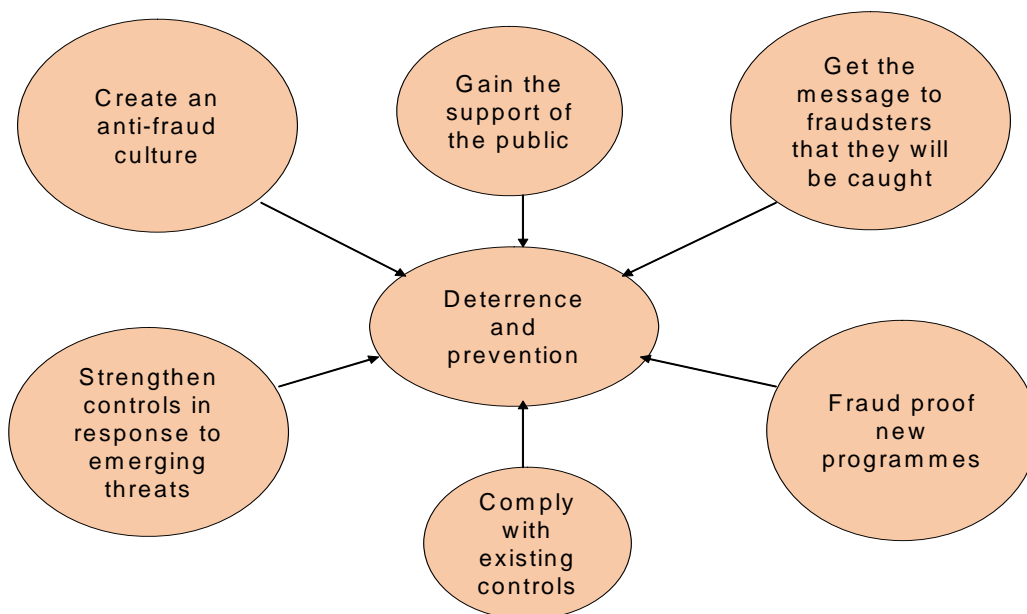 Create an
anti-fraud
culture
Gain the
support of
the public
Get the
message to
fraudsters
that they will
be caught
Deterrence
and
prevention
Strengthen
controls in
response to
emerging
threats
Comply
with
existing
controls
Fraud proof
new
programmes